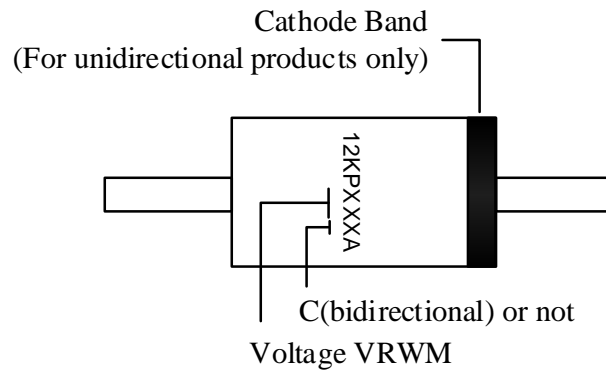 Cathode Band
(For unidirectional products only)
12KPXXXA
C(bidirectional) or not
Voltage VRWM